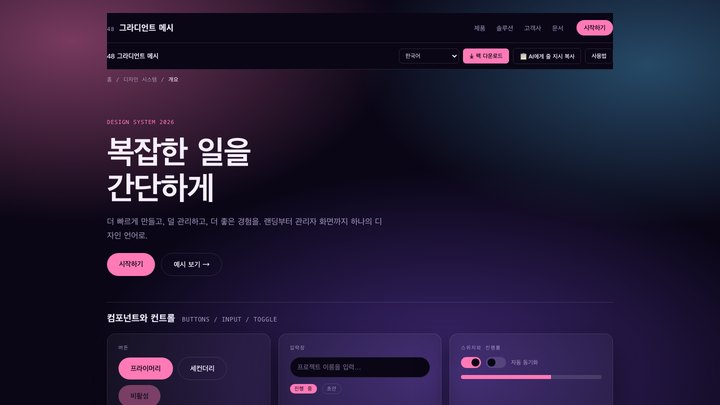 48 그라디언트 메시
제품 솔루션 고객사 문서 시작하기
48 그라디언트 메시
한국어 팩 다운로드 AI에게 줄 지시 복사 사용법
홈 / 디자인 시스템 / 개요
DESIGN SYSTEM 2026
복잡한 일을
간단하게
더 빠르게 만들고, 덜 관리하고, 더 좋은 경험을. 랜딩부터 관리자 화면까지 하나의 디
자인 언어로.
시작하기 예시 보기 →
컴포넌트와 컨트롤 BUTTONS / INPUT / TOGGLE
버튼 입력창 스위치와 진행률
프라이머리 세컨더리 프로젝트 이름을 입력... 자동 동기화
진행 중 초안
비활성